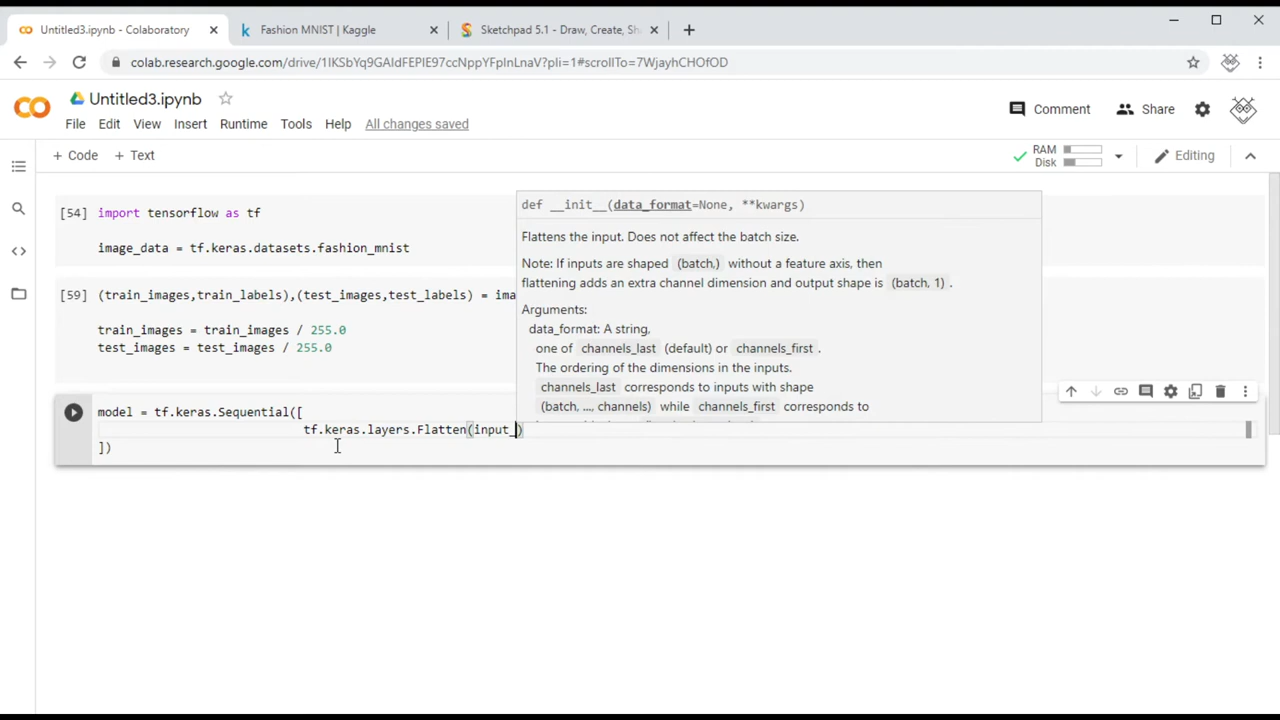 Untitled3.ipynb - Colaboratory
Fashion MNIST | Kaggle
Sketchpad 5.1 - Draw, Create, Sh
colab.research.google.com/drive/1IKSbYq9GAIdFEPIE97ccNppYFpInLnaV?pli=1#scrollTo=7WjayhCHOfOD
Untitled3.ipynb
Comment
Share
File Edit View Insert Runtime Tools Help All changes saved
+ Code + Text
RAM
Disk
Editing
[54] import tensorflow as tf
image_data = tf.keras.datasets.fashion_mnist
[59] (train_images,train_labels),(test_images,test_labels) = ima
train_images = train_images / 255.0
test_images = test_images / 255.0
def __init__(data_format=None, **kwargs)
Flattens the input. Does not affect the batch size.
Note: If inputs are shaped (batch,) without a feature axis, then
flattening adds an extra channel dimension and output shape is (batch, 1) .
Arguments:
data_format: A string,
one of channels_last (default) or channels_first .
The ordering of the dimensions in the inputs.
channels_last corresponds to inputs with shape
(batch, ..., channels) while channels_first corresponds to
model = tf.keras.Sequential([
tf.keras.layers.Flatten(input_)
])